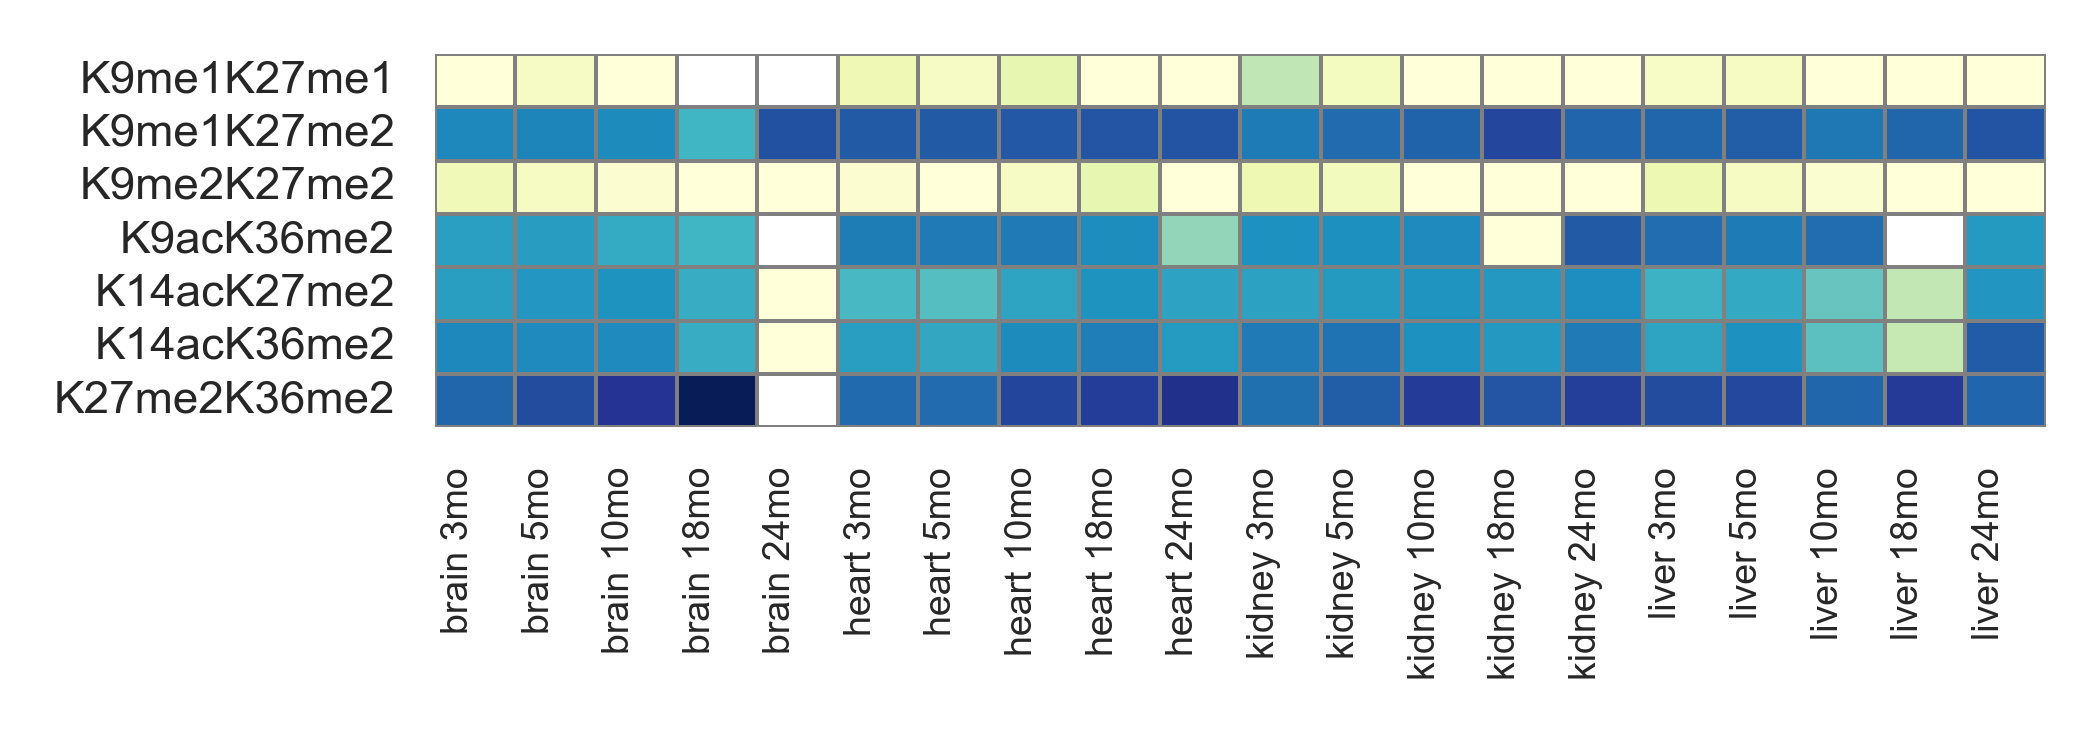 K9me1K27me1
K9me1K27me2
K9me2K27me2
K9acK36me2
K14acK27me2
K14acK36me2
K27me2K36me2
brain 3mo
brain 5mo
brain 10mo
brain 18mo
brain 24mo
heart 3mo
heart 5mo
heart 10mo
heart 18mo
heart 24mo
kidney 3mo
kidney 5mo
kidney 10mo
kidney 18mo
kidney 24mo
liver 3mo
liver 5mo
liver 10mo
liver 18mo
liver 24mo